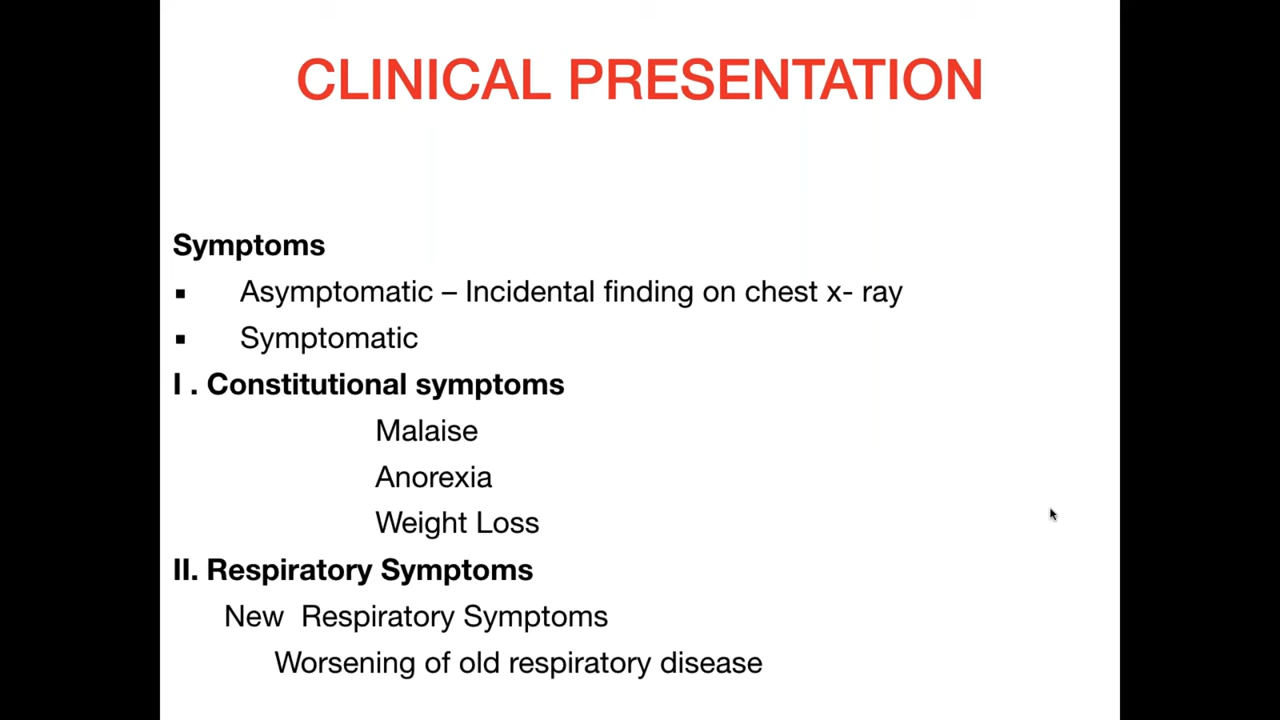 CLINICAL PRESENTATION
Symptoms
▪ Asymptomatic – Incidental finding on chest x- ray
▪ Symptomatic
I . Constitutional symptoms
Malaise
Anorexia
Weight Loss
II. Respiratory Symptoms
New  Respiratory Symptoms
Worsening of old respiratory disease